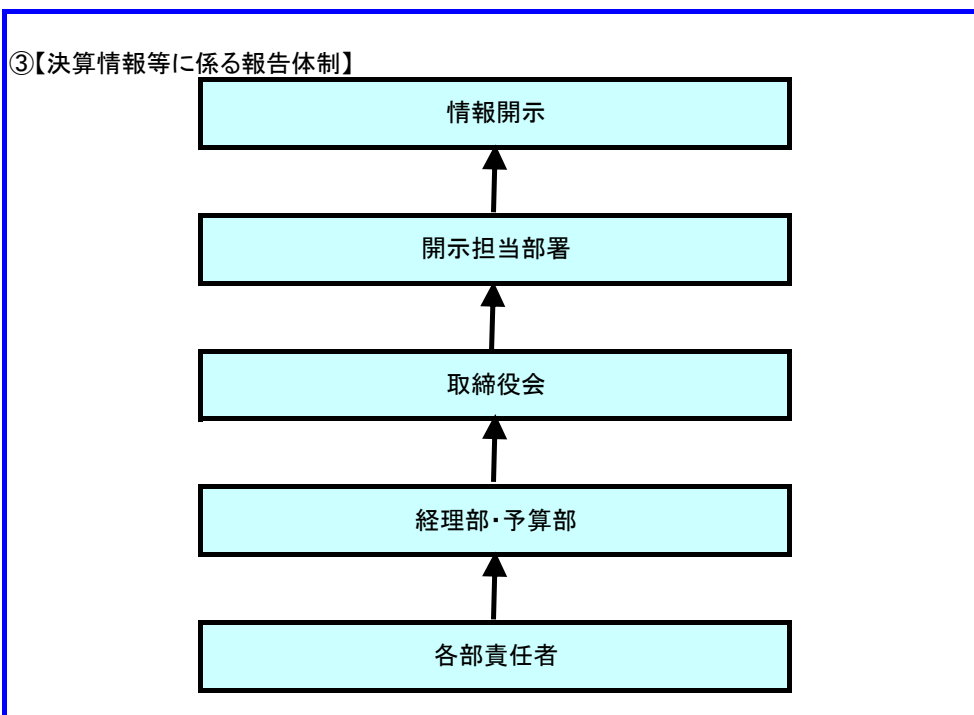 ③【決算情報等に係る報告体制】
情報開示
開示担当部署
取締役会
経理部・予算部
各部責任者